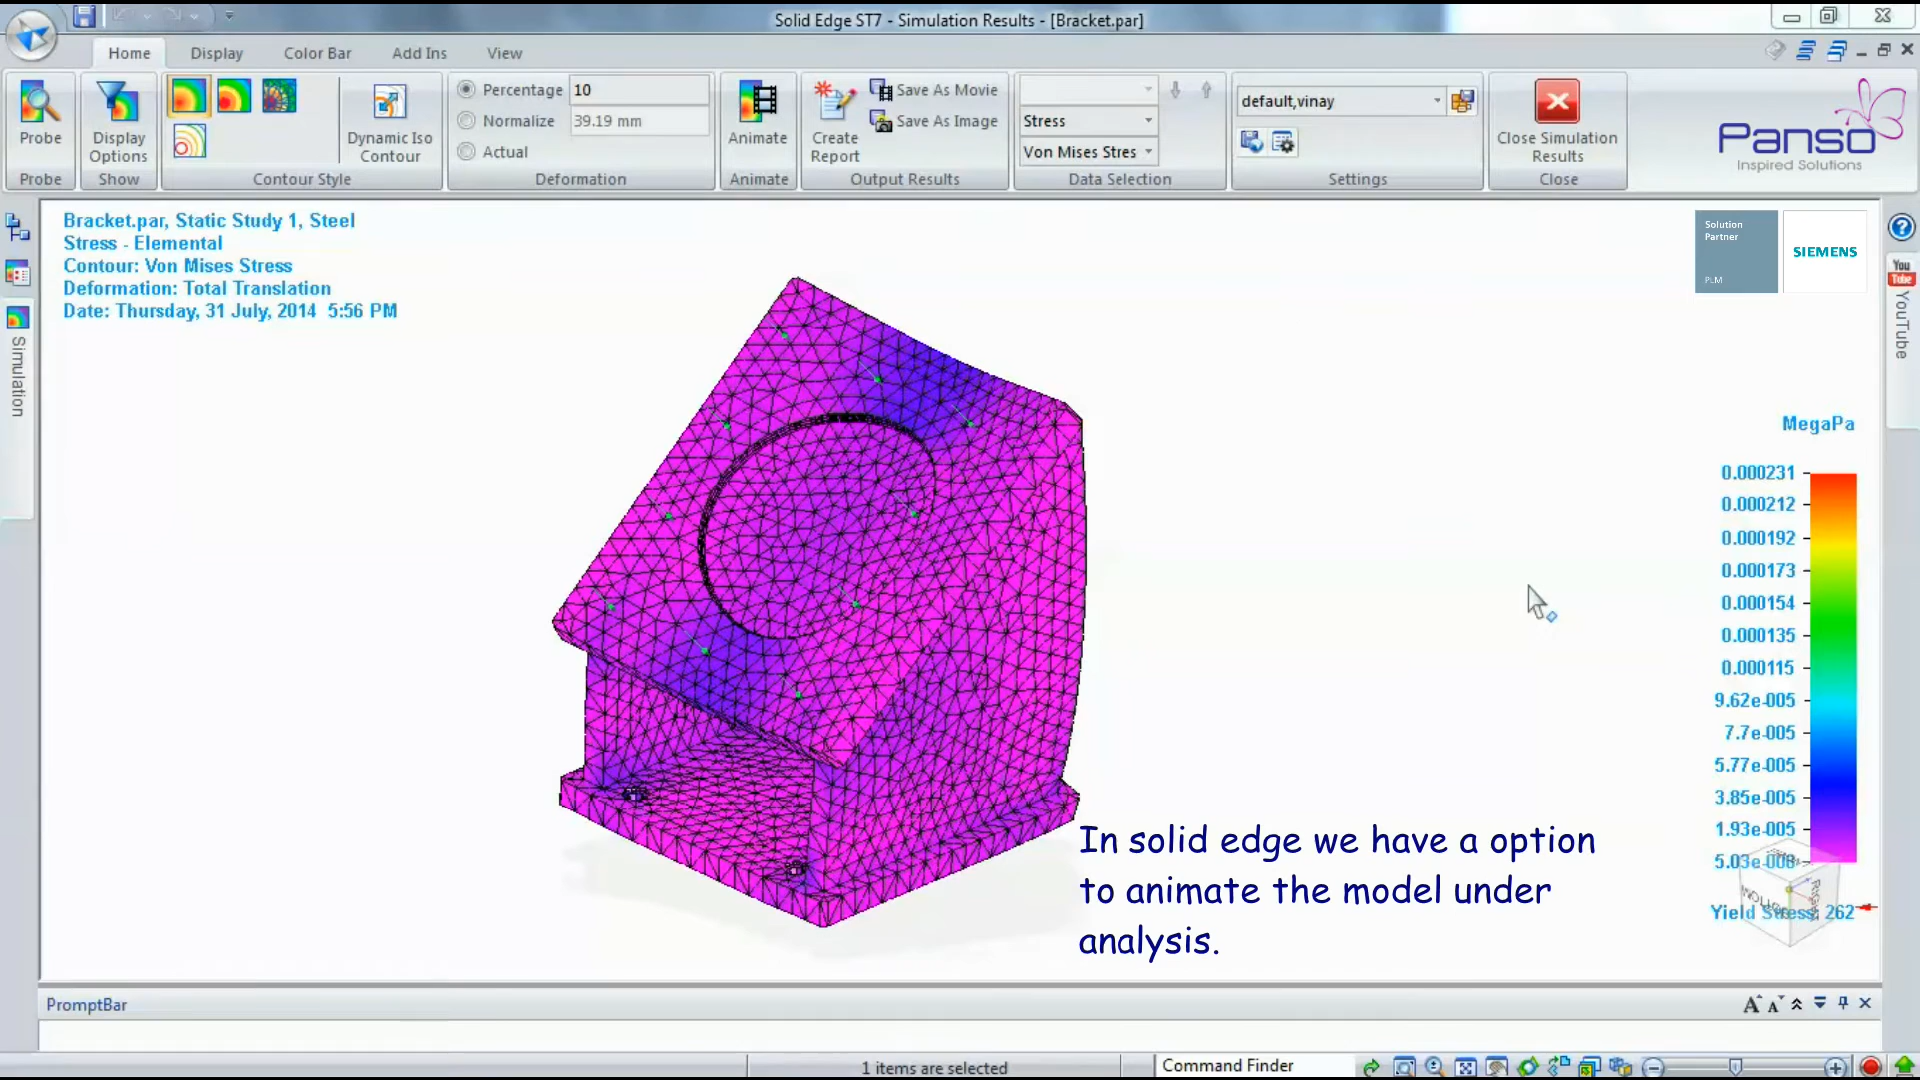 Solid Edge ST7 - Simulation Results - [Bracket.par]
Home
Display
Color Bar
Add Ins
View
Probe
Probe
Display
Options
Show
Dynamic Iso
Contour
Contour Style
Percentage
10
Normalize
39.19 mm
Actual
Deformation
Animate
Animate
Create
Report
Save As Movie
Save As Image
Output Results
Stress
Von Mises Stres
Data Selection
default,vinay
Settings
Close Simulation
Results
Close
Panso
Inspired Solutions
Bracket.par, Static Study 1, Steel
Stress - Elemental
Contour: Von Mises Stress
Deformation: Total Translation
Date: Thursday, 31 July, 2014 5:56 PM
Solution
Partner
PLM
SIEMENS
You
Tube
YouTube
Simulation
MegaPa
0.000231
0.000212
0.000192
0.000173
0.000154
0.000135
0.000115
9.62e-005
7.7e-005
5.77e-005
3.85e-005
1.93e-005
5.03e-008
Yield Stress: 262
In solid edge we have a option
to animate the model under
analysis.
PromptBar
1 items are selected
Command Finder